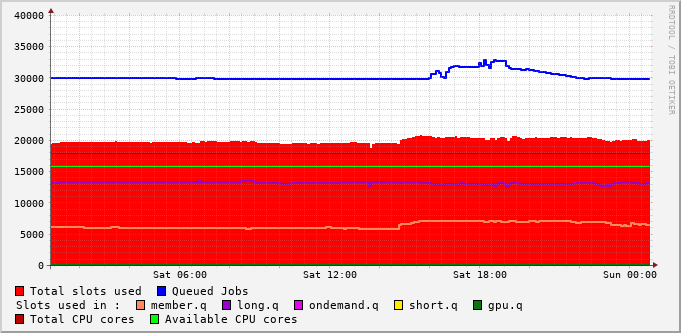 40000
35000
30000
25000
20000
15000
10000
5000
0
Sat 06:00 Sat 12:00 Sat 18:00 Sun 00:00
RRDTOOL / TOBI OETIKER
Total slots used Queued Jobs
Slots used in : member.q long.q ondemand.q short.q gpu.q
Total CPU cores Available CPU cores